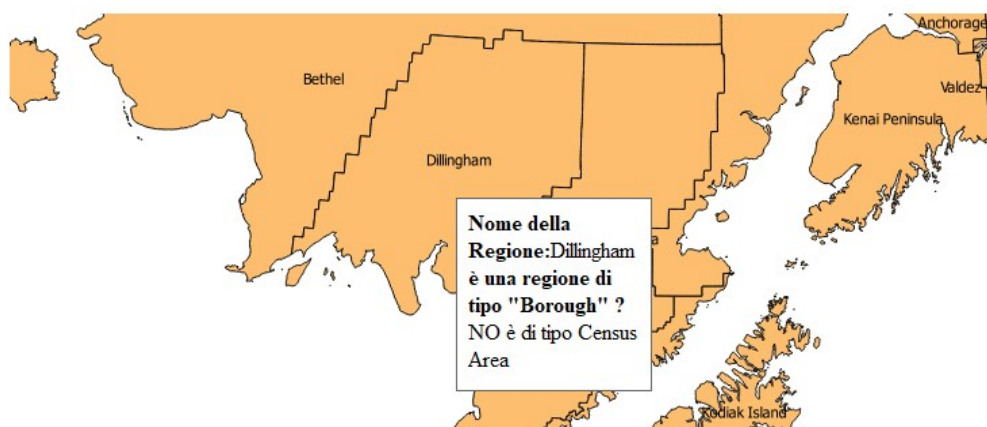 Anchorage
Bethel
Valdez
Kenai Peninsula
Dillingham
Nome della
Regione:Dillingham
è una regione di
tipo "Borough" ?
NO è di tipo Census
Area
a
Kodiak Island